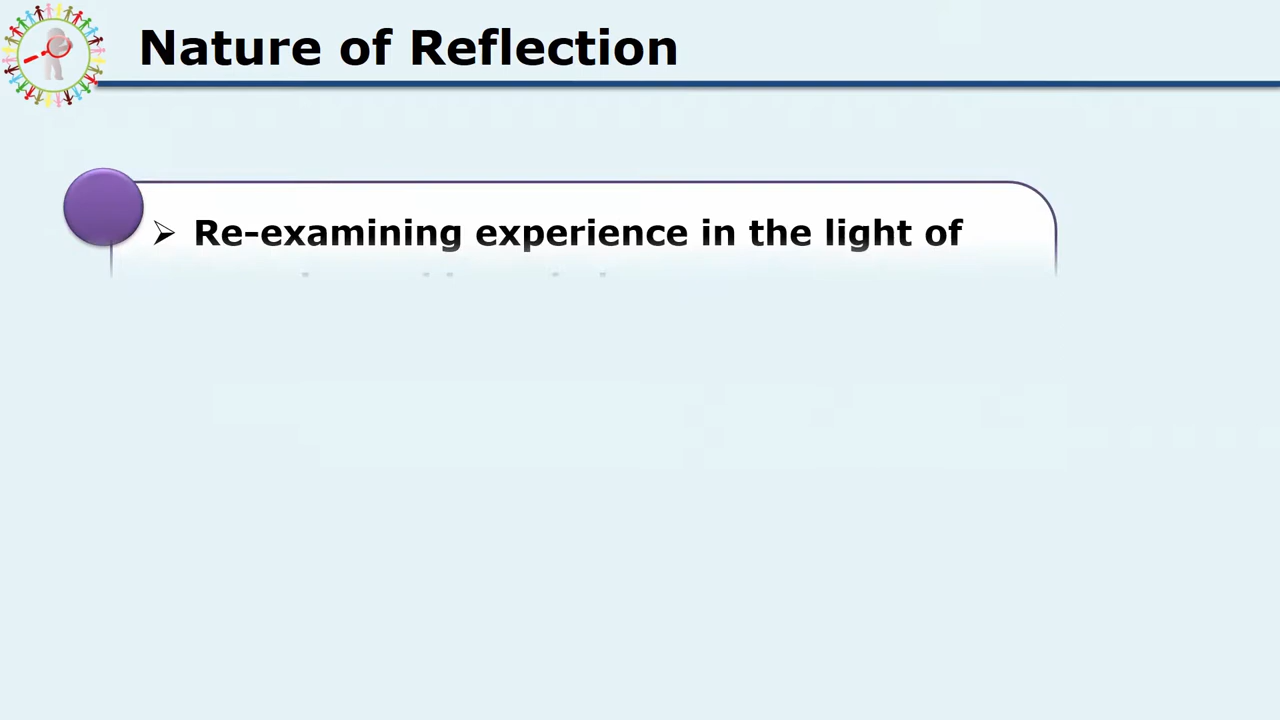 Nature of Reflection
➢ Re-examining experience in the light of